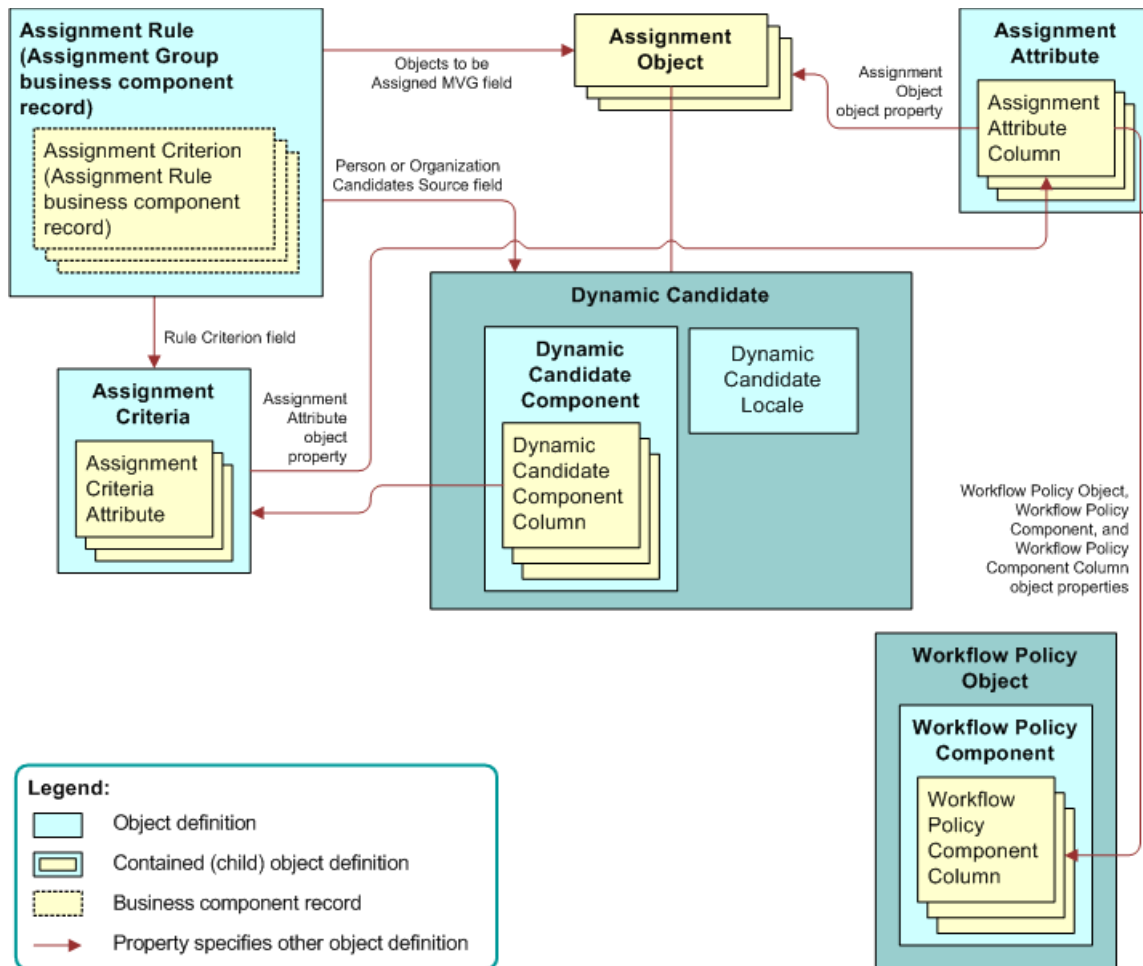 Assignment Rule
(Assignment Group
business component
record)
Assignment Criterion
(Assignment Rule
business component
record)
Objects to be
Assigned MVG field
Assignment
Object
Assignment
Object
object property
Assignment
Attribute
Assignment
Attribute
Column
Person or Organization
Candidates Source field
Rule Criterion field
Assignment
Criteria
Assignment
Criteria
Attribute
Assignment
Attribute
object
property
Dynamic Candidate
Dynamic
Candidate
Component
Dynamic
Candidate
Component
Column
Dynamic
Candidate
Locale
Workflow Policy Object,
Workflow Policy
Component, and
Workflow Policy
Component Column
object properties
Workflow Policy
Object
Workflow Policy
Component
Workflow
Policy
Component
Column
Legend:
Object definition
Contained (child) object definition
Business component record
Property specifies other object definition